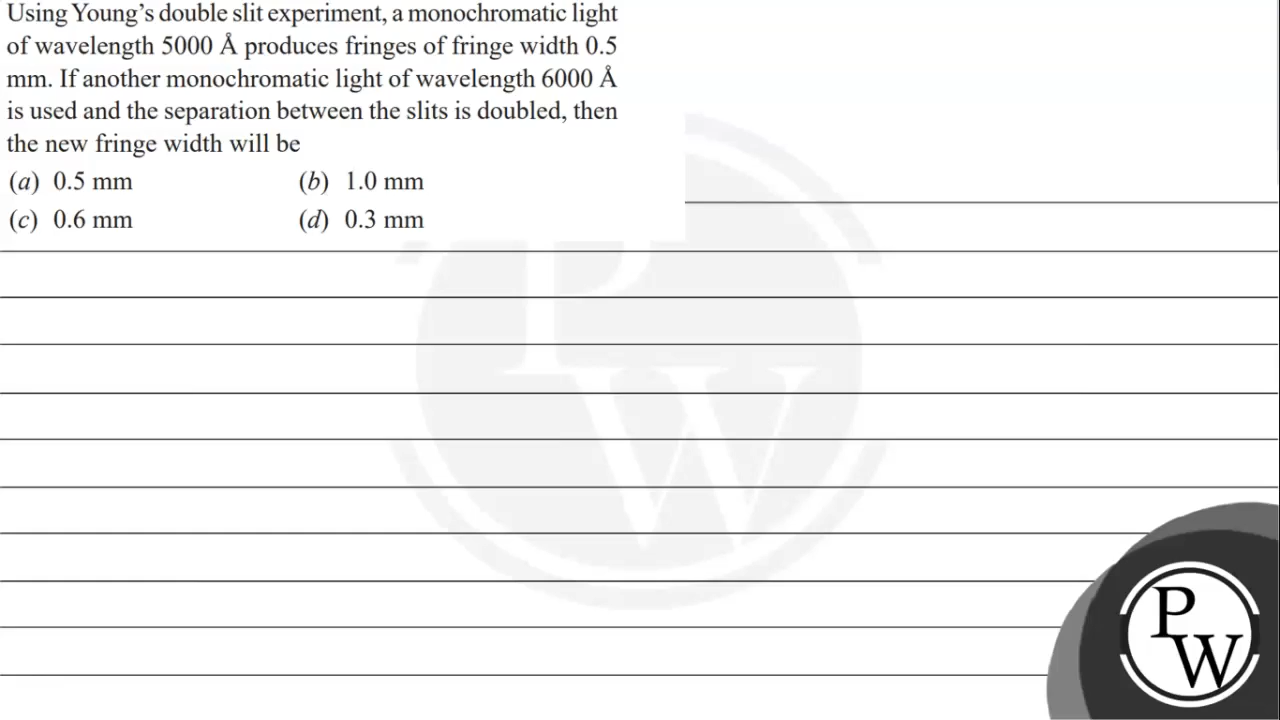 Using Young’s double slit experiment, a monochromatic light
of wavelength 5000 Å produces fringes of fringe width 0.5
mm. If another monochromatic light of wavelength 6000 Å
is used and the separation between the slits is doubled, then
the new fringe width will be
(a) 0.5 mm (b) 1.0 mm
(c) 0.6 mm (d) 0.3 mm
P
W
P
W